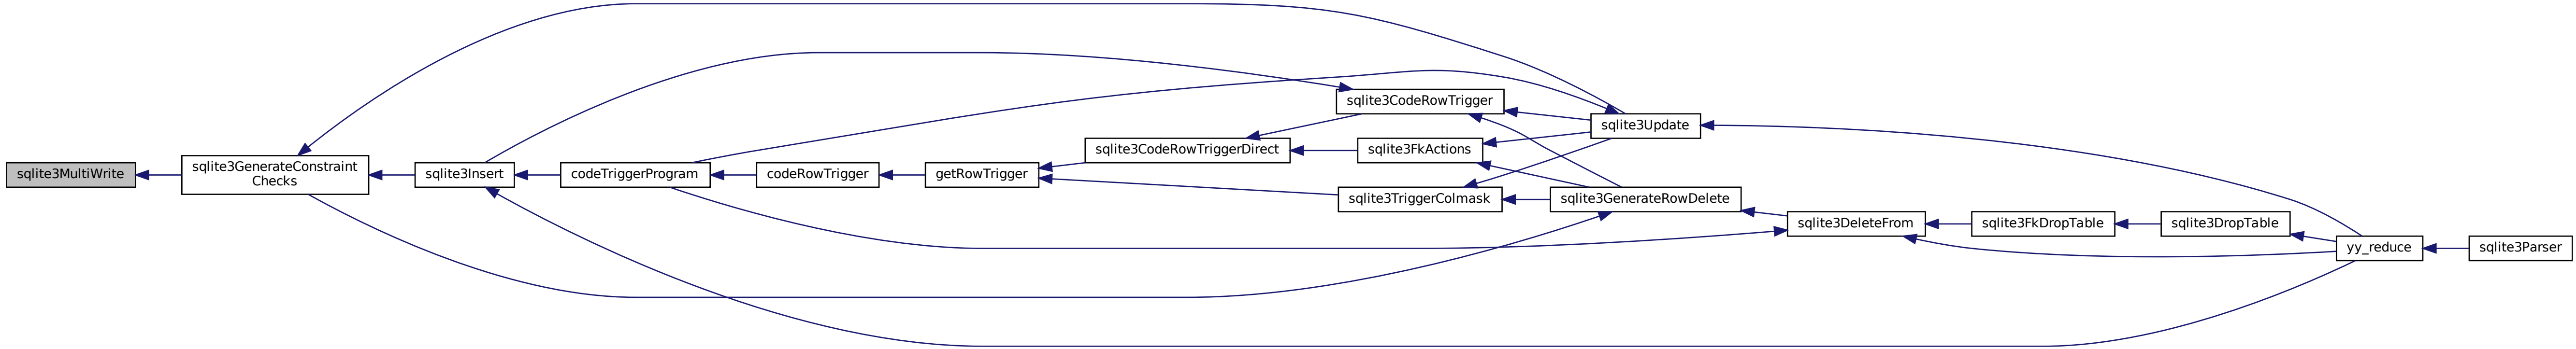 sqlite3MultiWrite
sqlite3GenerateConstraint
Checks
sqlite3Insert
codeTriggerProgram
codeRowTrigger
getRowTrigger
sqlite3CodeRowTriggerDirect
sqlite3CodeRowTrigger
sqlite3FkActions
sqlite3TriggerColmask
sqlite3Update
sqlite3GenerateRowDelete
sqlite3DeleteFrom
sqlite3FkDropTable
sqlite3DropTable
yy_reduce
sqlite3Parser